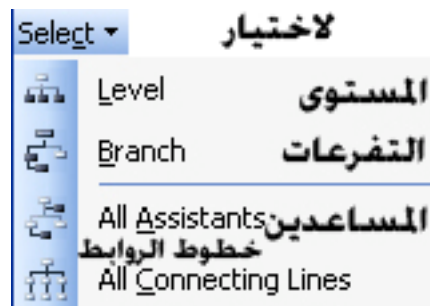 Select لاختيار
Level المستوى
Branch التفرعات
All Assistants المساعدين
خطوط الروابط
All Connecting Lines